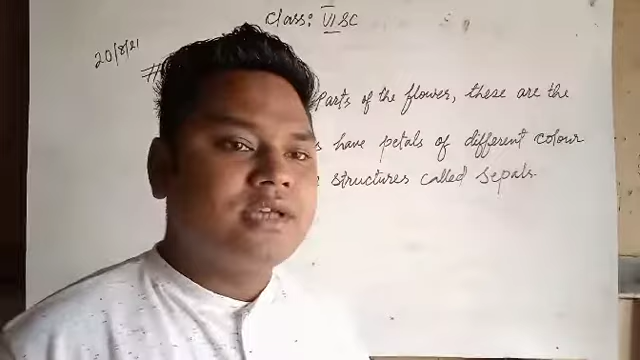 Class: VI SC
20/8/21
#
Parts of the flower, these are the
s have petals of different colour
structures called sepals.